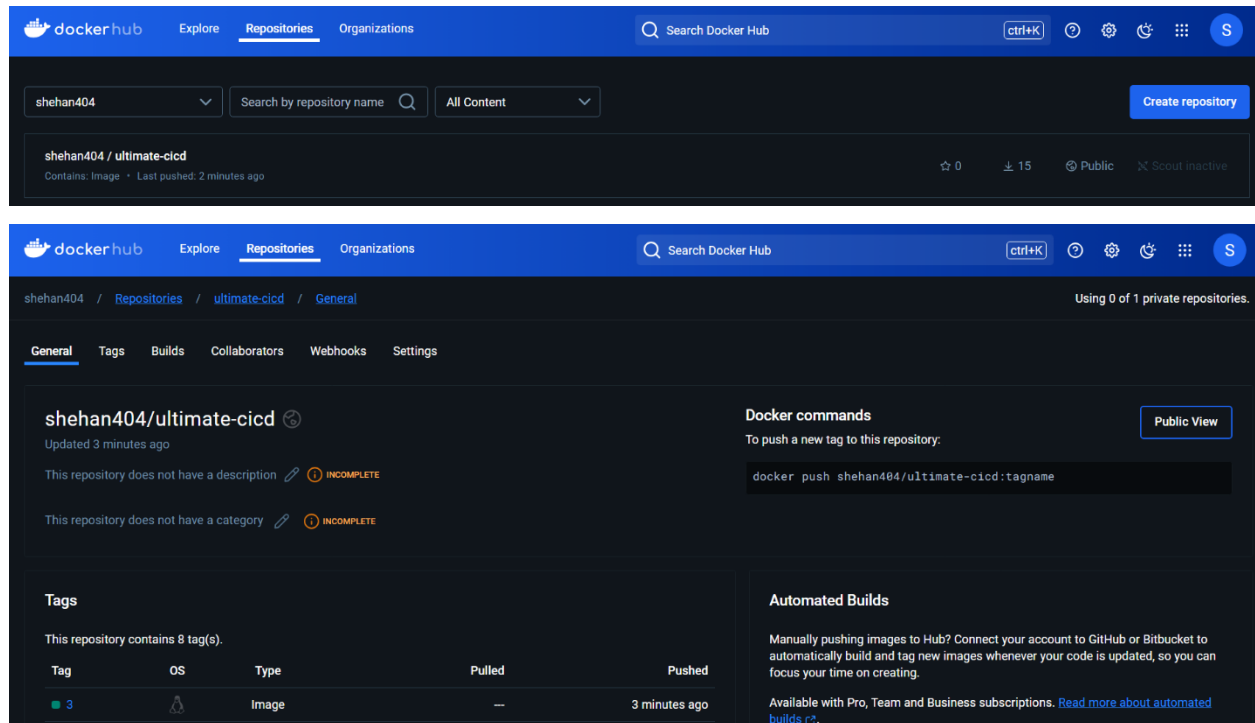 dockerhub Explore Repositories Organizations Search Docker Hub ctrl+K S
shehan404 Search by repository name All Content Create repository
shehan404 / ultimate-cicd
Contains: Image • Last pushed: 2 minutes ago
0 15 Public Scout inactive
dockerhub Explore Repositories Organizations Search Docker Hub ctrl+K S
shehan404 / Repositories / ultimate-cicd / General Using 0 of 1 private repositories.
General Tags Builds Collaborators Webhooks Settings
shehan404/ultimate-cicd
Updated 3 minutes ago
This repository does not have a description INCOMPLETE
This repository does not have a category INCOMPLETE
Docker commands
Public View
To push a new tag to this repository:
docker push shehan404/ultimate-cicd:tagname
Tags
This repository contains 8 tag(s).
Tag OS Type Pulled Pushed
3 Image --- 3 minutes ago
Automated Builds
Manually pushing images to Hub? Connect your account to GitHub or Bitbucket to
automatically build and tag new images whenever your code is updated, so you can
focus your time on creating.
Available with Pro, Team and Business subscriptions. Read more about automated
builds.